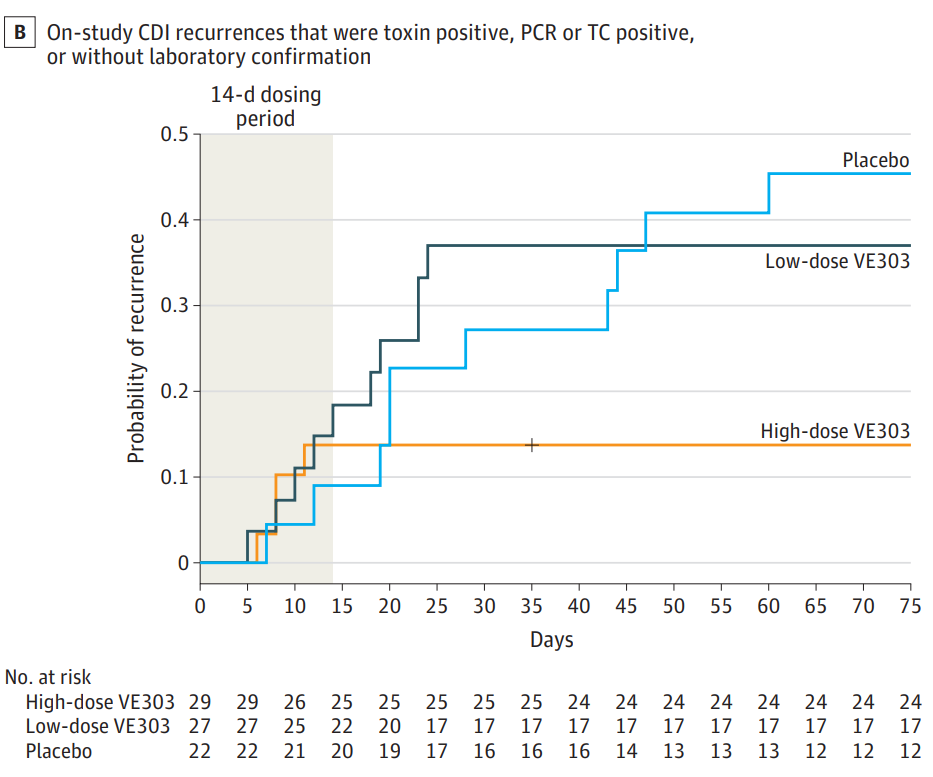 B On-study CDI recurrences that were toxin positive, PCR or TC positive,
or without laboratory confirmation
14-d dosing
period
0.5
0.4
0.3
0.2
0.1
0
Probability of recurrence
Placebo
Low-dose VE303
High-dose VE303
0 5 10 15 20 25 30 35 40 45 50 55 60 65 70 75
Days
No. at risk
High-dose VE303 29 29 26 25 25 25 25 25 24 24 24 24 24 24 24 24
Low-dose VE303 27 27 25 22 20 17 17 17 17 17 17 17 17 17 17 17
Placebo 22 22 21 20 19 17 16 16 16 14 13 13 13 12 12 12